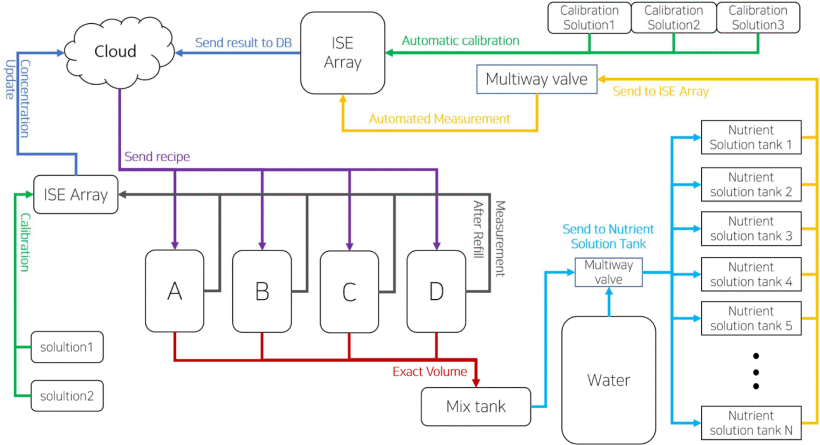 Calibration
Solution1
Calibration
Solution2
Calibration
Solution3
Cloud
Send result to DB
ISE
Array
Automatic calibration
Multiway valve
Send to ISE Array
Automated Measurement
Concentration
Update
Send recipe
ISE Array
Calibration
Measurement
After Refill
A
B
C
D
Exact Volume
Mix tank
solultion1
solultion2
Send to Nutrient
Solution Tank
Multiway
valve
Water
Nutrient
Solution tank 1
Nutrient
solution tank 2
Nutrient
solution tank 3
Nutrient
solution tank 4
Nutrient
solution tank 5
Nutrient
solution tank N